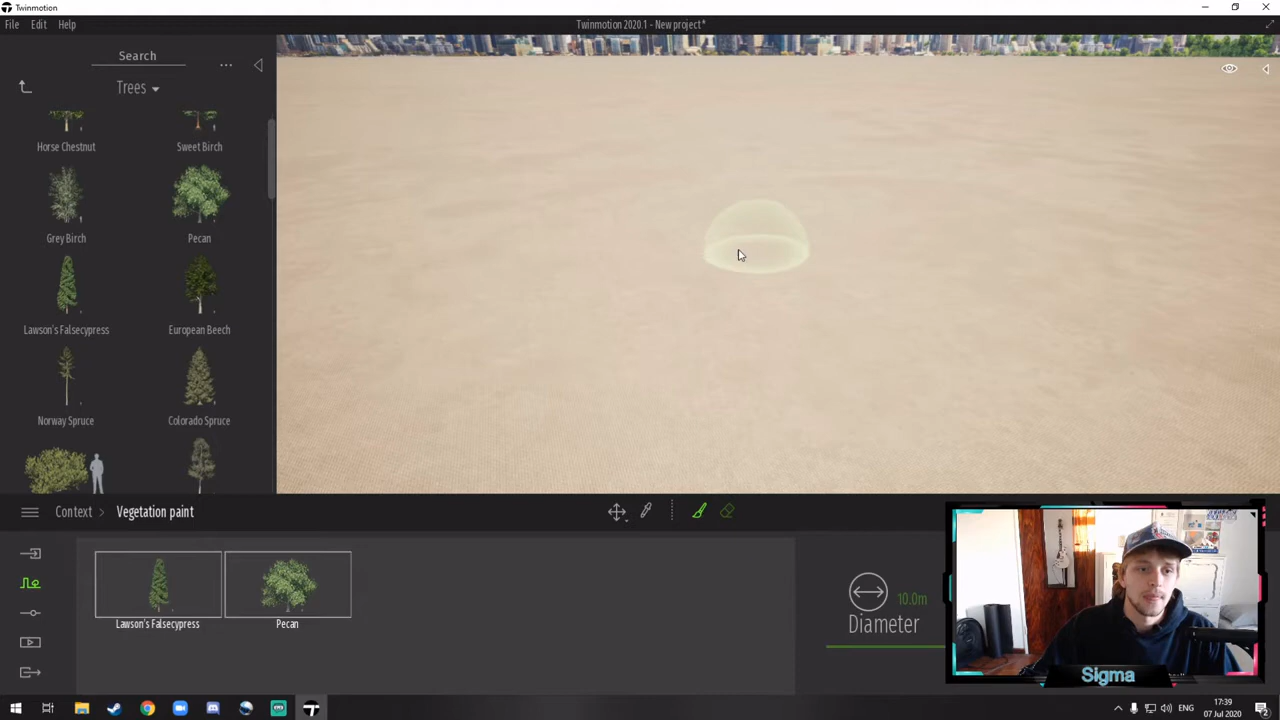 Twinmotion
File Edit Help
Twinmotion 2020.1 - New project*
Search
...
Trees
Horse Chestnut
Sweet Birch
Grey Birch
Pecan
Lawson's Falsecypress
European Beech
Norway Spruce
Colorado Spruce
Context > Vegetation paint
Lawson's Falsecypress
Pecan
10.0m
Diameter
Sigma
ENG
17:39
07 Jul 2020
2